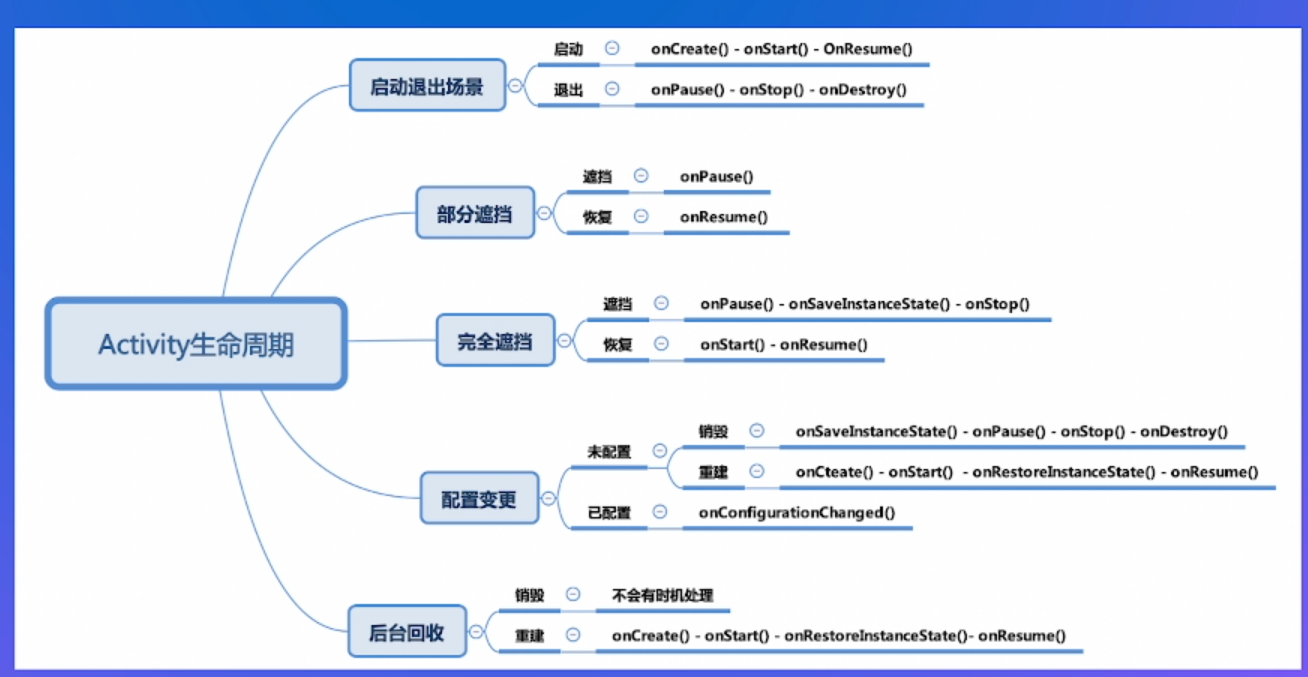 启动退出场景
启动 onCreate() - onStart() - OnResume()
退出 onPause() - onStop() - onDestroy()
部分遮挡
遮挡 onPause()
恢复 onResume()
Activity生命周期
完全遮挡
遮挡 onPause() - onSaveInstanceState() - onStop()
恢复 onStart() - onResume()
配置变更
未配置
销毁 onSaveInstanceState() - onPause() - onStop() - onDestroy()
重建 onCteate() - onStart()  - onRestoreInstanceState() - onResume()
已配置 onConfigurationChanged()
后台回收
销毁 不会有时机处理
重建 onCreate() - onStart() - onRestoreInstanceState()- onResume()